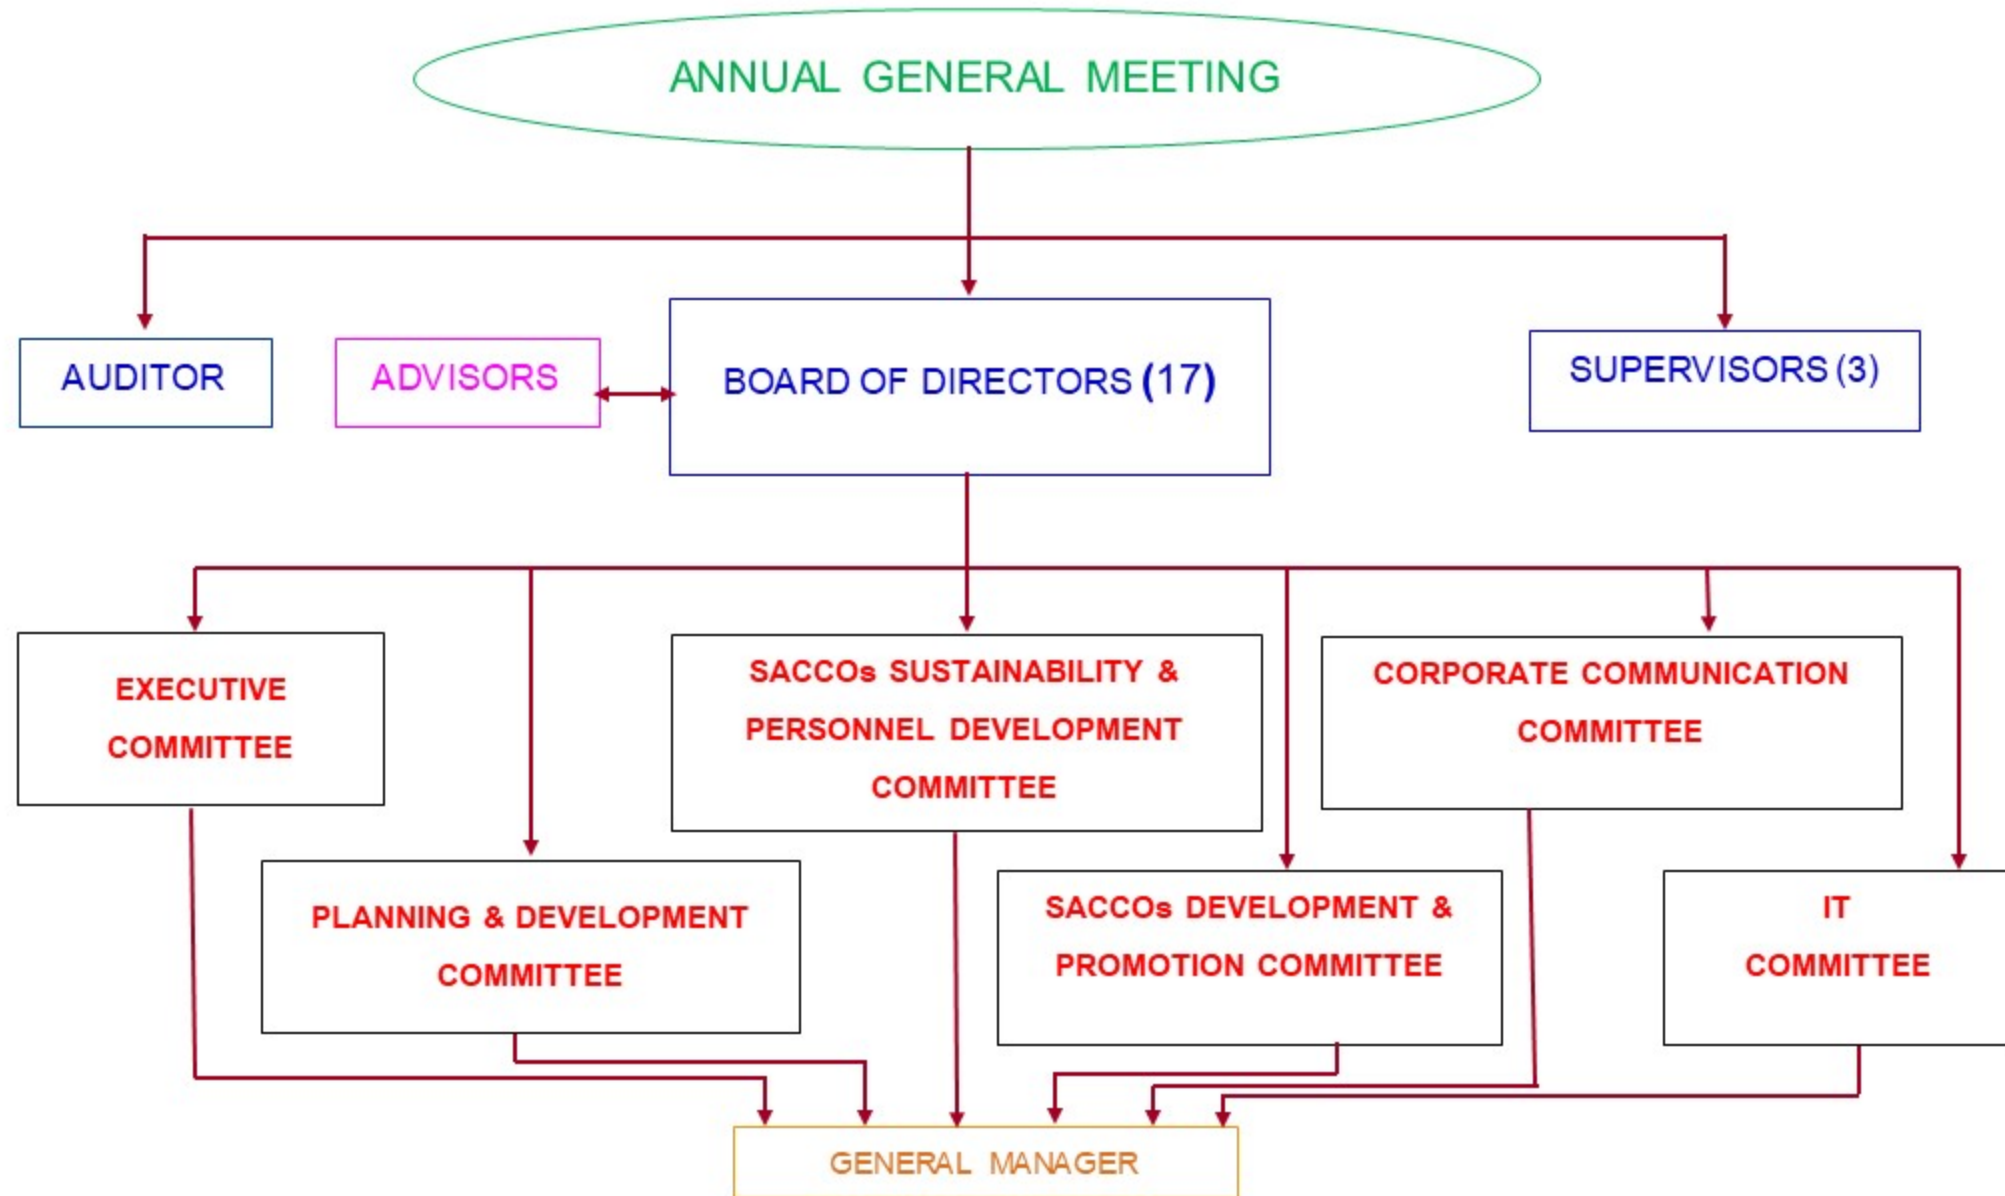 ANNUAL GENERAL MEETING
AUDITOR
ADVISORS
BOARD OF DIRECTORS (17)
SUPERVISORS (3)
EXECUTIVE
COMMITTEE
SACCOs SUSTAINABILITY &
PERSONNEL DEVELOPMENT
COMMITTEE
CORPORATE COMMUNICATION
COMMITTEE
PLANNING & DEVELOPMENT
COMMITTEE
SACCOs DEVELOPMENT &
PROMOTION COMMITTEE
IT
COMMITTEE
GENERAL MANAGER